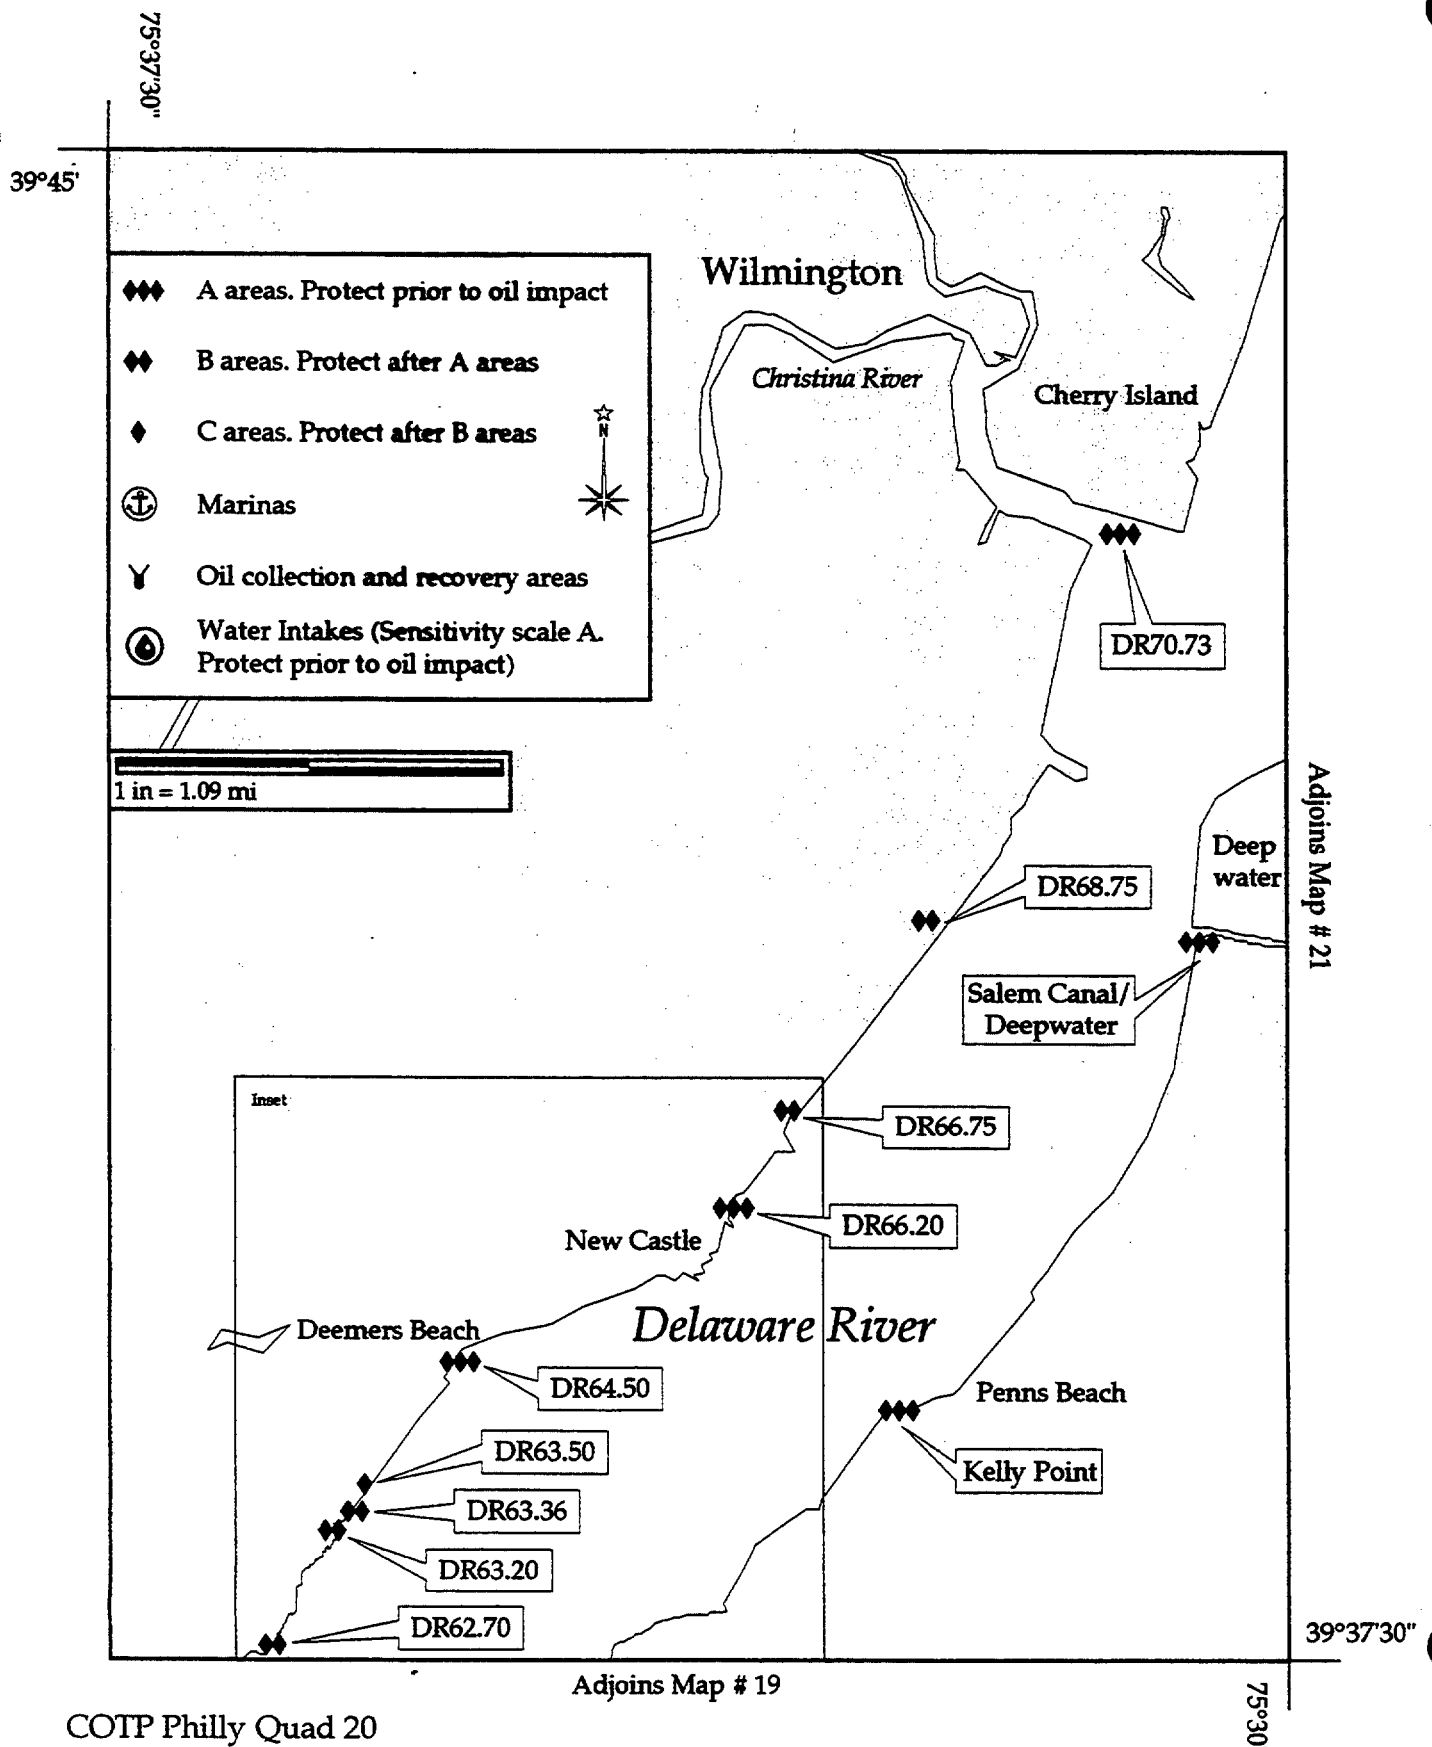 75°37'30"
39°45'
Wilmington
A areas. Protect prior to oil impact
B areas. Protect after A areas
Christina River
Cherry Island
C areas. Protect after B areas
N
Marinas
Oil collection and recovery areas
Water Intakes (Sensitivity scale A.
Protect prior to oil impact)
DR70.73
1 in = 1.09 mi
Adjoins Map # 21
Deep
water
DR68.75
Salem Canal/
Deepwater
Inset
DR66.75
DR66.20
New Castle
Delaware River
Deemers Beach
DR64.50
Penns Beach
DR63.50
Kelly Point
DR63.36
DR63.20
DR62.70
39°37'30"
Adjoins Map # 19
75°30
COTP Philly Quad 20